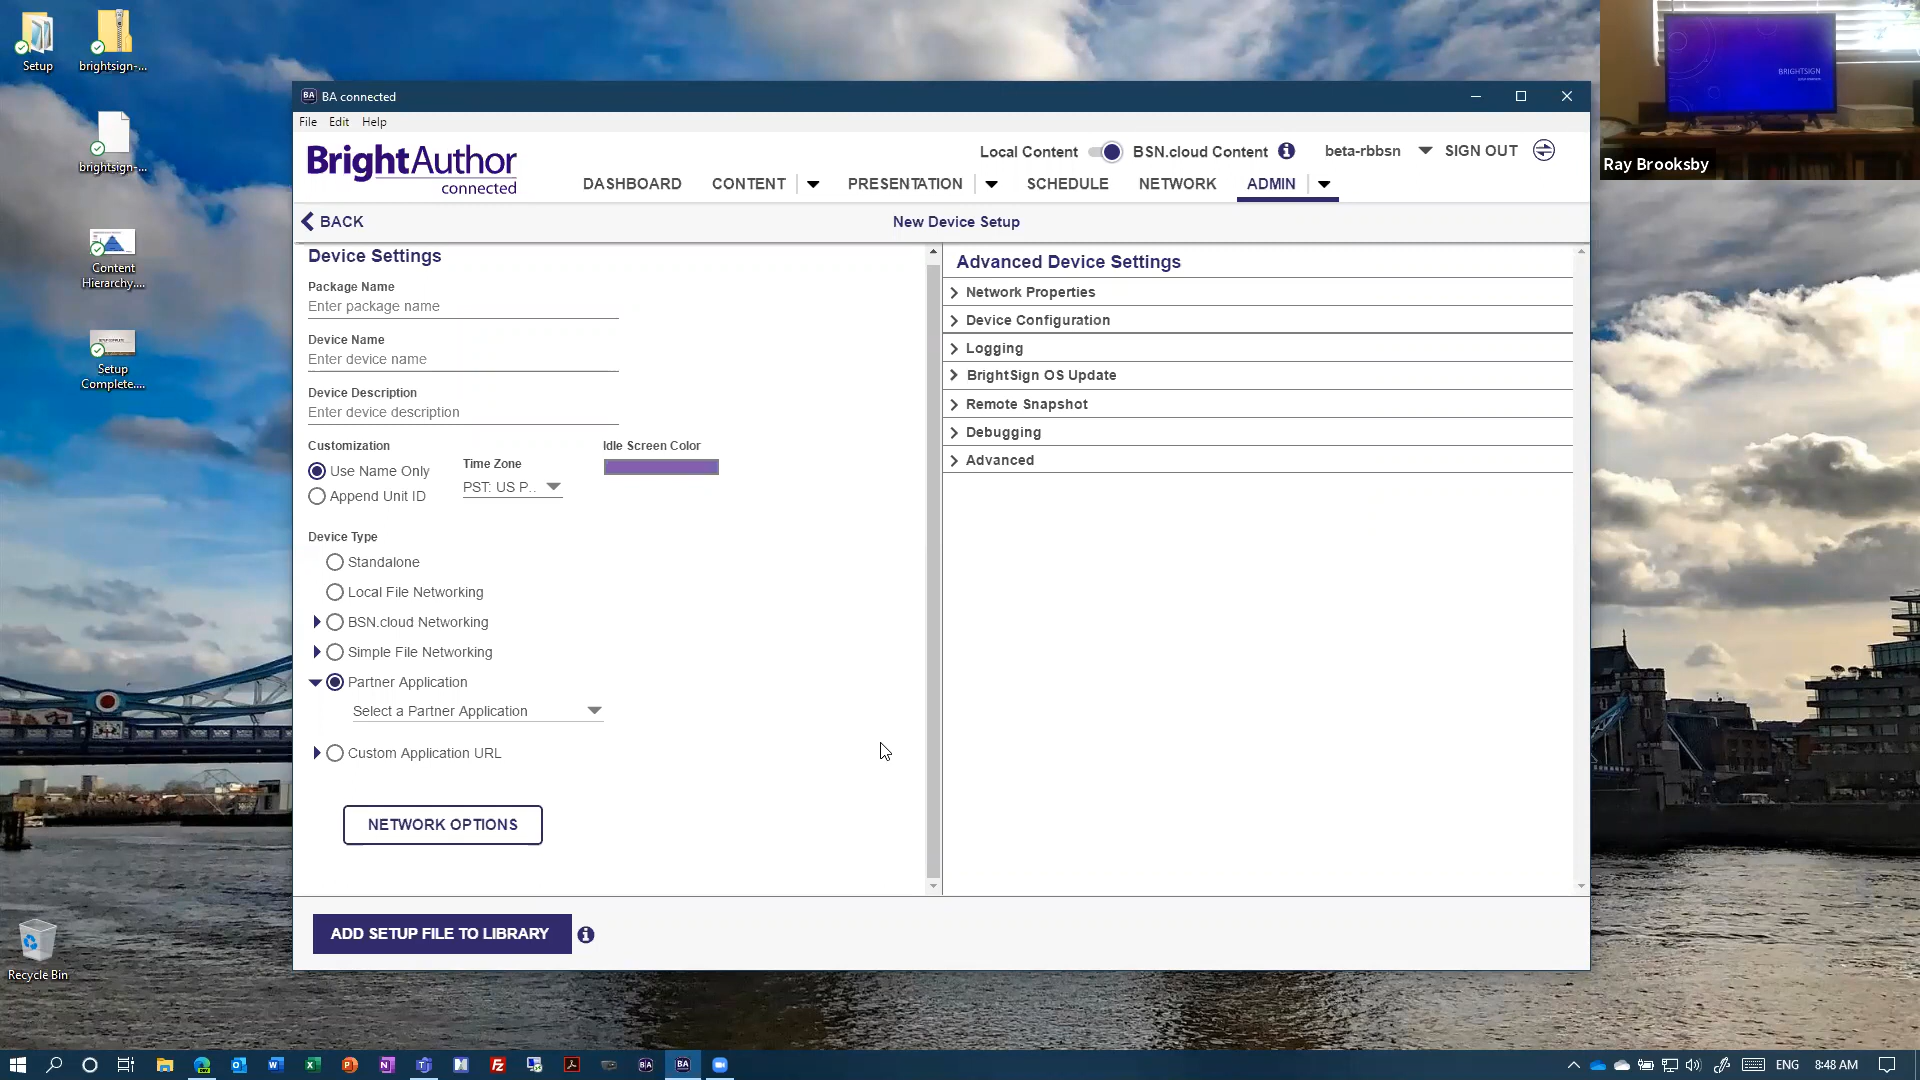 Setup
brightsign-...
brightsign-...
Content
Hierarchy....
Setup
Complete....
Recycle Bin
BA connected
File Edit Help
BrightAuthor
connected
Local Content BSN.cloud Content beta-rbbsn SIGN OUT
DASHBOARD CONTENT PRESENTATION SCHEDULE NETWORK ADMIN
BACK
New Device Setup
Device Settings
Package Name
Enter package name
Device Name
Enter device name
Device Description
Enter device description
Customization
Use Name Only
Append Unit ID
Time Zone
PST: US P..
Idle Screen Color
Device Type
Standalone
Local File Networking
BSN.cloud Networking
Simple File Networking
Partner Application
Select a Partner Application
Custom Application URL
NETWORK OPTIONS
ADD SETUP FILE TO LIBRARY
Advanced Device Settings
Network Properties
Device Configuration
Logging
BrightSign OS Update
Remote Snapshot
Debugging
Advanced
BRIGHTSIGN
Ray Brooksby
ENG 8:48 AM